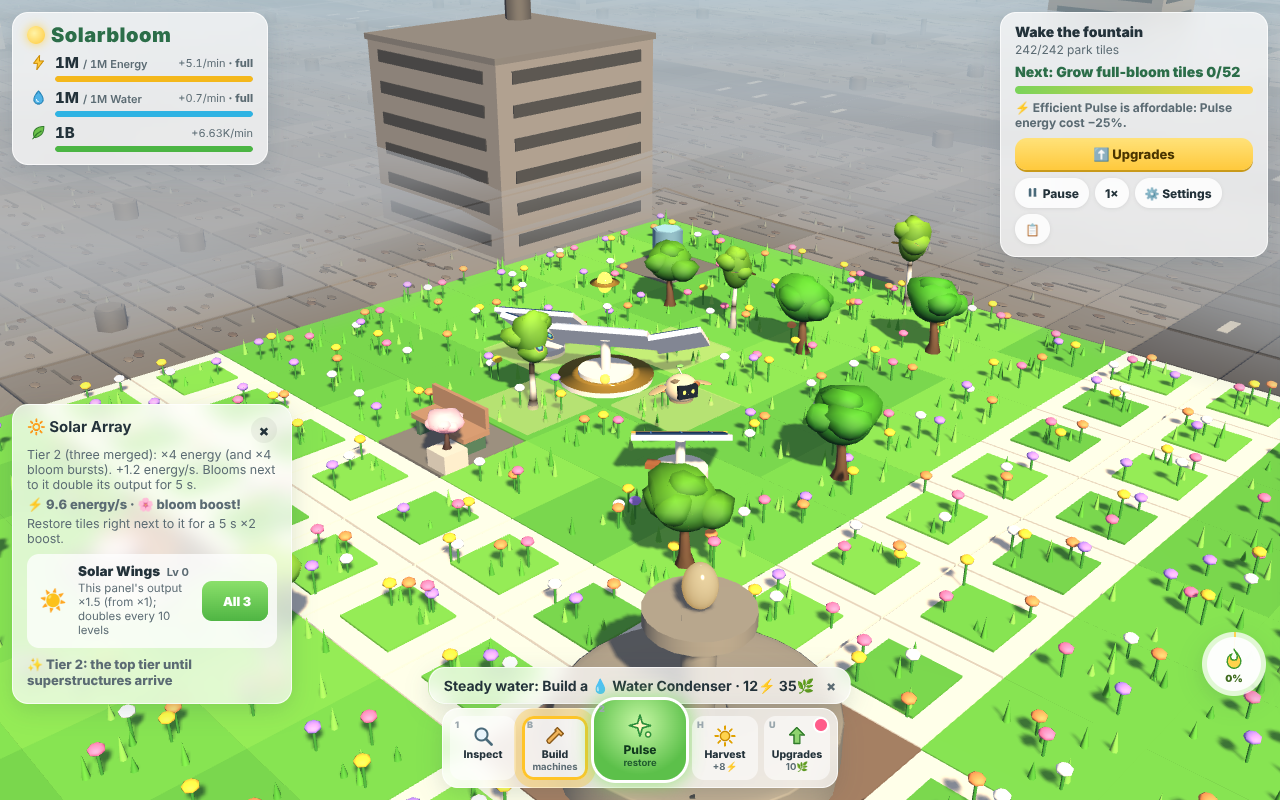 Solarbloom
1M / 1M Energy +5.1/min · full
1M / 1M Water +0.7/min · full
1B +6.63K/min
Wake the fountain
242/242 park tiles
Next: Grow full-bloom tiles 0/52
⚡ Efficient Pulse is affordable: Pulse
energy cost −25%.
⬆️ Upgrades
Pause
1×
⚙️ Settings
🔆 Solar Array
×
Tier 2 (three merged): ×4 energy (and ×4
bloom bursts). +1.2 energy/s. Blooms next
to it double its output for 5 s.
⚡ 9.6 energy/s · 🌸 bloom boost!
Restore tiles right next to it for a 5 s ×2
boost.
Solar Wings Lv 0
This panel's output
×1.5 (from ×1);
doubles every 10
levels
All 3
✨ Tier 2: the top tier until
superstructures arrive
0%
Steady water: Build a 💧 Water Condenser · 12⚡ 35🌿 ×
1
Inspect
B
Build
machines
Pulse
restore
H
Harvest
+8⚡
U
Upgrades
10🌿